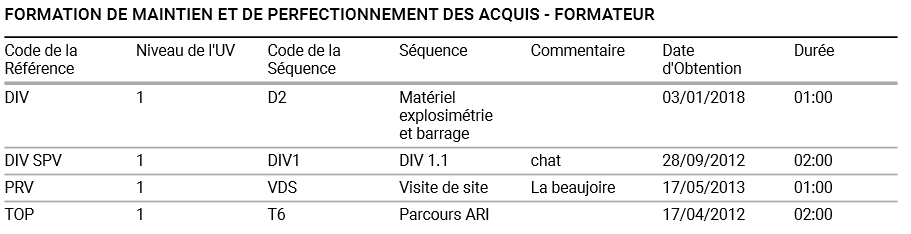 FORMATION DE MAINTIEN ET DE PERFECTIONNEMENT DES ACQUIS - FORMATEUR
Code de la Référence Niveau de l'UV Code de la Séquence Séquence Commentaire Date d'Obtention Durée
DIV 1 D2 Matériel explosimétrie et barrage 03/01/2018 01:00
DIV SPV 1 DIV1 DIV 1.1 chat 28/09/2012 02:00
PRV 1 VDS Visite de site La beaujoire 17/05/2013 01:00
TOP 1 T6 Parcours ARI 17/04/2012 02:00